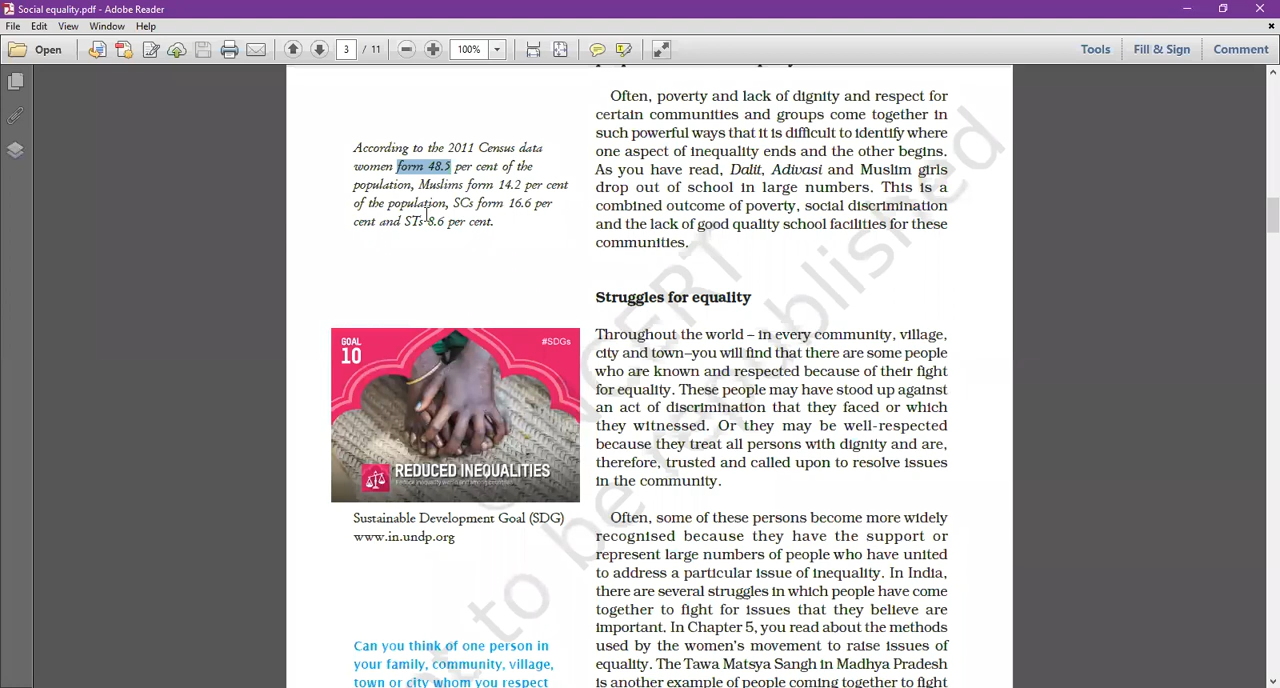 Social equality.pdf - Adobe Reader
File Edit View Window Help
Open 3 / 11 100% Tools Fill & Sign Comment
According to the 2011 Census data
women form 48.5 per cent of the
population, Muslims form 14.2 per cent
of the population, SCs form 16.6 per
cent and STs 8.6 per cent.
GOAL
10
#SDGs
REDUCED INEQUALITIES
Sustainable Development Goal (SDG)
www.in.undp.org
Can you think of one person in
your family, community, village,
town or city whom you respect
Often, poverty and lack of dignity and respect for
certain communities and groups come together in
such powerful ways that it is difficult to identify where
one aspect of inequality ends and the other begins.
As you have read, Dalit, Adivasi and Muslim girls
drop out of school in large numbers. This is a
combined outcome of poverty, social discrimination
and the lack of good quality school facilities for these
communities.
Struggles for equality
Throughout the world – in every community, village,
city and town–you will find that there are some people
who are known and respected because of their fight
for equality. These people may have stood up against
an act of discrimination that they faced or which
they witnessed. Or they may be well-respected
because they treat all persons with dignity and are,
therefore, trusted and called upon to resolve issues
in the community.
Often, some of these persons become more widely
recognised because they have the support or
represent large numbers of people who have united
to address a particular issue of inequality. In India,
there are several struggles in which people have come
together to fight for issues that they believe are
important. In Chapter 5, you read about the methods
used by the women's movement to raise issues of
equality. The Tawa Matsya Sangh in Madhya Pradesh
is another example of people coming together to fight
NCERT
not to be republished